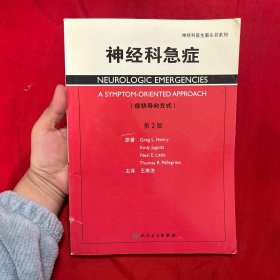 神经科医生案头书系列
神经科急症
NEUROLOGIC EMERGENCIES
A SYMPTOM-ORIENTED APPROACH
（症状导向方式）
第2版
原著 Greg L. Henry
Andy Jagoda
Neal E. Little
Thomas R. Pellegrino
主译 王维治
人民卫生出版社